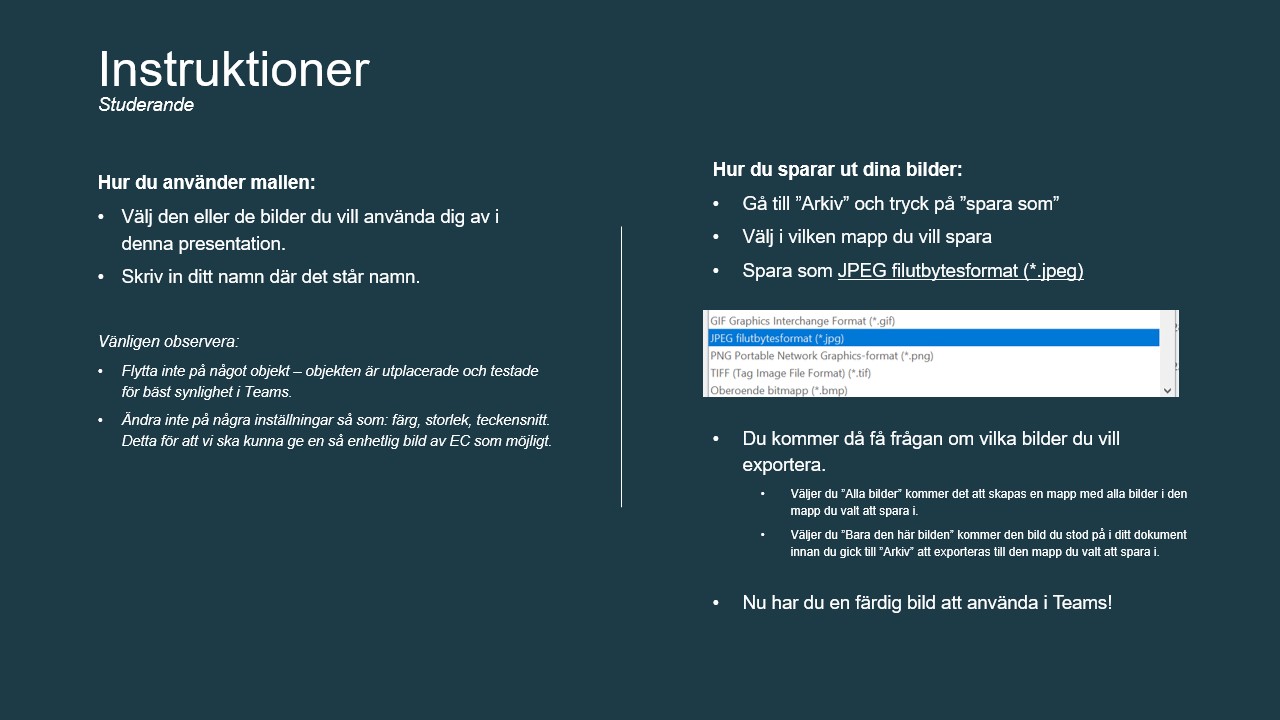 Instruktioner
Studerande
Hur du använder mallen:
• Välj den eller de bilder du vill använda dig av i
denna presentation.
• Skriv in ditt namn där det står namn.
Vänligen observera:
• Flytta inte på något objekt – objekten är utplacerade och testade
för bäst synlighet i Teams.
• Ändra inte på några inställningar så som: färg, storlek, teckensnitt.
Detta för att vi ska kunna ge en så enhetlig bild av EC som möjligt.
Hur du sparar ut dina bilder:
• Gå till ”Arkiv” och tryck på ”spara som”
• Välj i vilken mapp du vill spara
• Spara som JPEG filutbytesformat (*.jpeg)
GIF Graphics Interchange Format (*.gif)
JPEG filutbytesformat (*.jpg)
PNG Portable Network Graphics-format (*.png)
TIFF (Tag Image File Format) (*.tif)
Oberoende bitmapp (*.bmp)
• Du kommer då få frågan om vilka bilder du vill
exportera.
• Väljer du ”Alla bilder” kommer det att skapas en mapp med alla bilder i den
mapp du valt att spara i.
• Väljer du ”Bara den här bilden” kommer den bild du stod på i ditt dokument
innan du gick till ”Arkiv” att exporteras till den mapp du valt att spara i.
• Nu har du en färdig bild att använda i Teams!